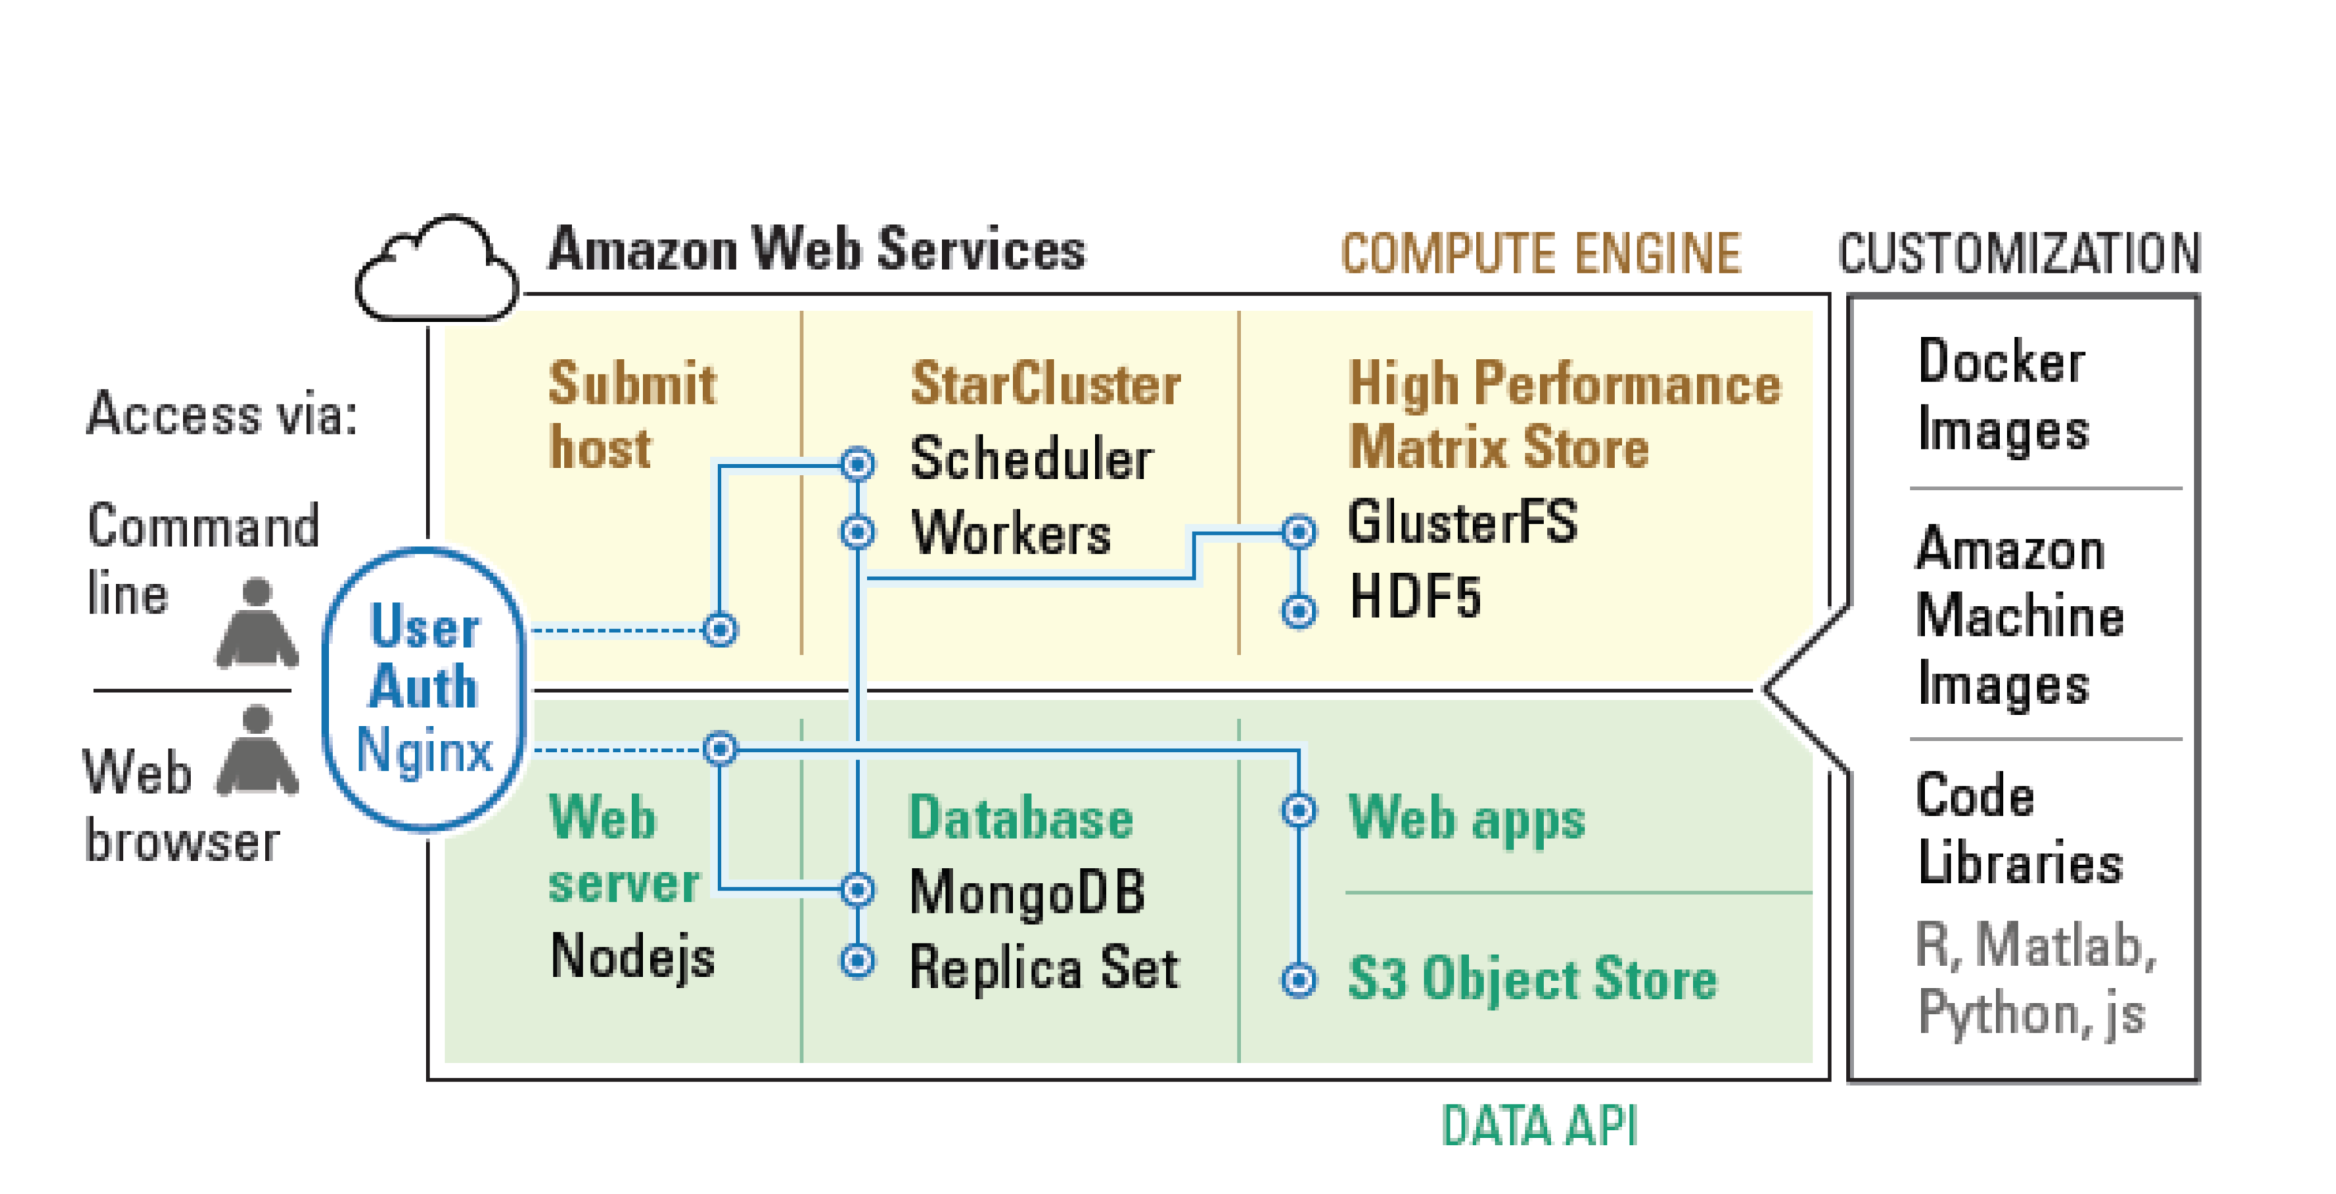 Amazon Web Services
COMPUTE ENGINE
CUSTOMIZATION
Access via:
Command
line
Web
browser
User
Auth
Nginx
Submit
host
StarCluster
Scheduler
Workers
High Performance
Matrix Store
GlusterFS
HDF5
Web
server
Nodejs
Database
MongoDB
Replica Set
Web apps
S3 Object Store
DATA API
Docker
Images
Amazon
Machine
Images
Code
Libraries
R, Matlab,
Python, js